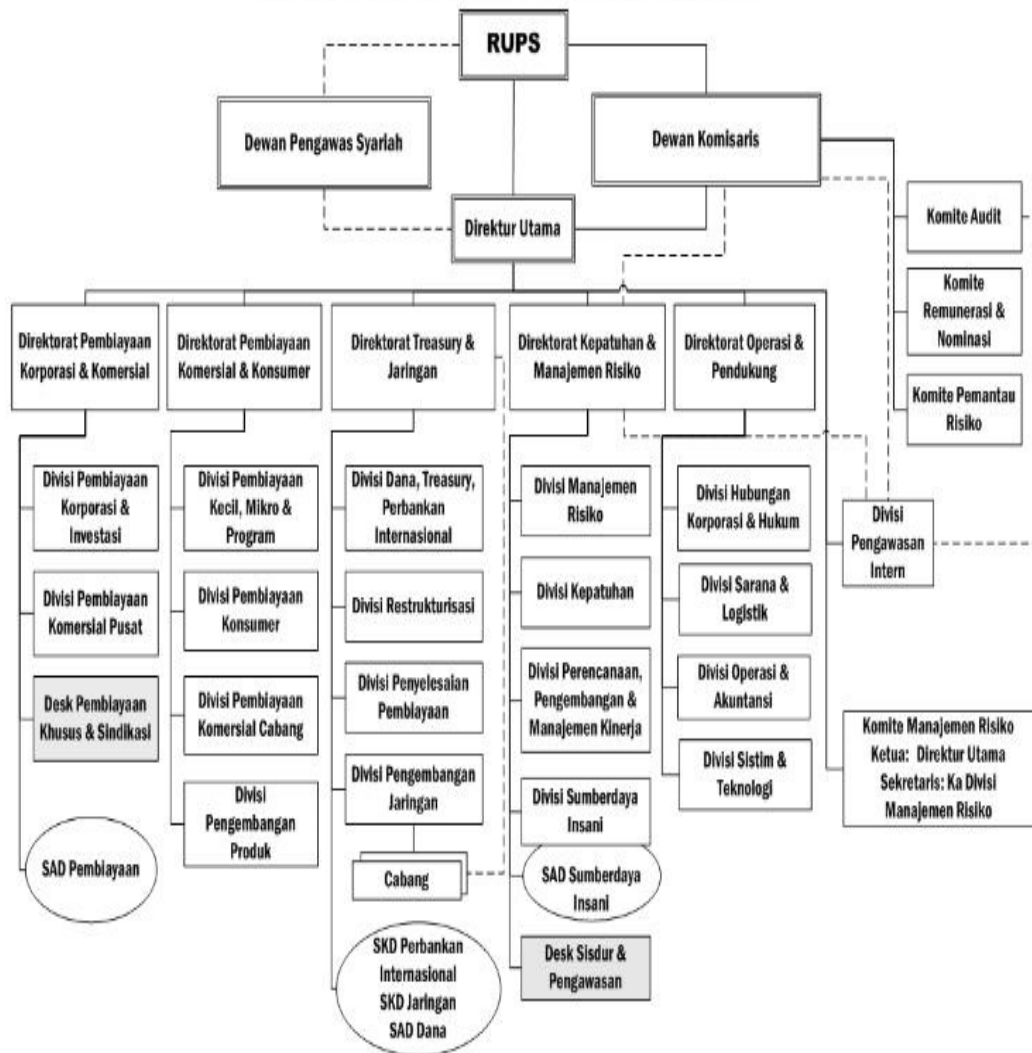 RUPS
Dewan Pengawas Syariah
Dewan Komisaris
Direktur Utama
Komite Audit
Komite
Remunerasi &
Nominasi
Komite Pemantau
Risiko
Direktorat Pembiayaan
Korporasi & Komersial
Direktorat Pembiayaan
Komersial & Konsumer
Direktorat Treasury &
Jaringan
Direktorat Kepatuhan &
Manajemen Risiko
Direktorat Operasi &
Pendukung
Divisi Pembiayaan
Korporasi &
Investasi
Divisi Pembiayaan
Komersial Pusat
Desk Pembiayaan
Khusus & Sindikasi
SAD Pembiayaan
Divisi Pembiayaan
Kecil, Mikro &
Program
Divisi Pembiayaan
Konsumer
Divisi Pembiayaan
Komersial Cabang
Divisi
Pengembangan
Produk
Divisi Dana, Treasury,
Perbankan
Internasional
Divisi Restrukturisasi
Divisi Penyelesaian
Pembiayaan
Divisi Pengembangan
Jaringan
Cabang
SKD Perbankan
Internasional
SKD Jaringan
SAD Dana
Divisi Manajemen
Risiko
Divisi Kepatuhan
Divisi Perencanaan,
Pengembangan &
Manajemen Kinerja
Divisi Sumberdaya
Insani
SAD Sumberdaya
Insani
Desk Sisdur &
Pengawasan
Divisi Hubungan
Korporasi & Hukum
Divisi Sarana &
Logistik
Divisi Operasi &
Akuntansi
Divisi Sistim &
Teknologi
Divisi
Pengawasan
Intern
Komite Manajemen Risiko
Ketua: Direktur Utama
Sekretaris: Ka Divisi
Manajemen Risiko